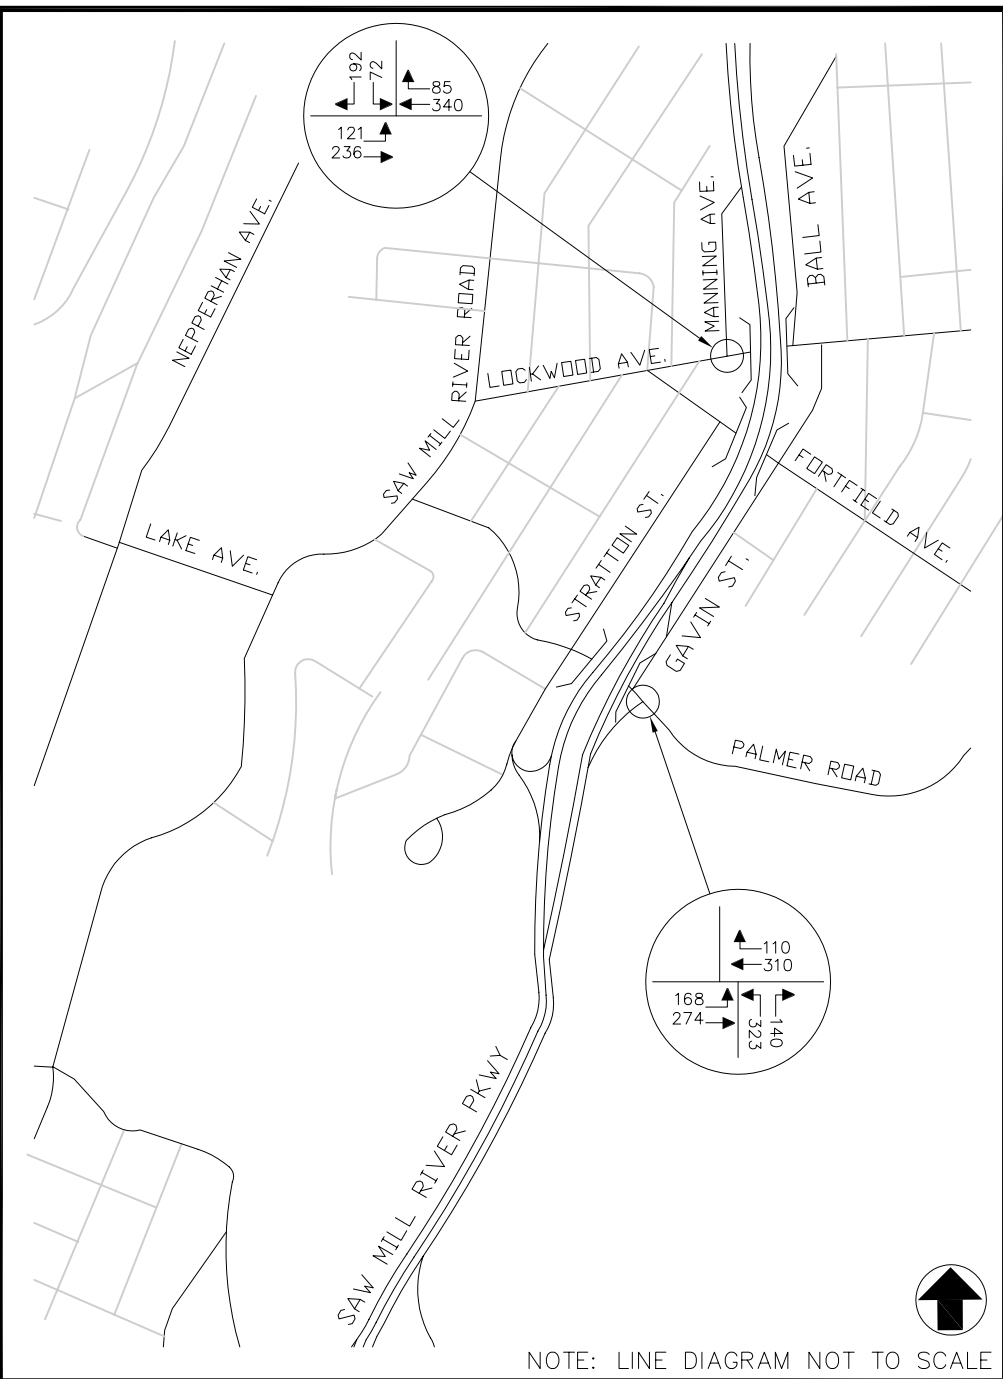 192
72
85
340
121
236
NEPPERHAN AVE.
MANNING AVE.
BALL AVE.
SAW MILL RIVER ROAD
LOCKWOOD AVE.
FORTFIELD AVE.
LAKE AVE.
STRATTON ST.
GAVIN ST.
PALMER ROAD
110
310
168
274
323
140
SAW MILL RIVER PKWY
NOTE: LINE DIAGRAM NOT TO SCALE